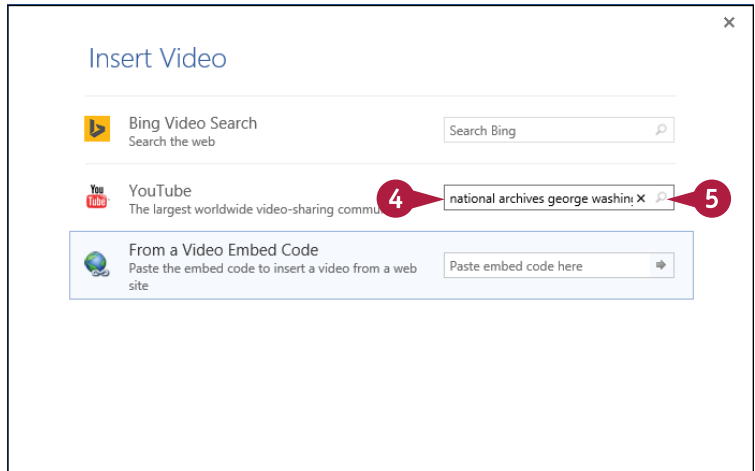 ×
Insert Video
Bing Video Search
Search the web
Search Bing
You
Tube
YouTube
The largest worldwide video-sharing
4
national archives george ×
5
From a Video Embed Code
Paste the embed code to insert a video from a web
site
Paste embed code here